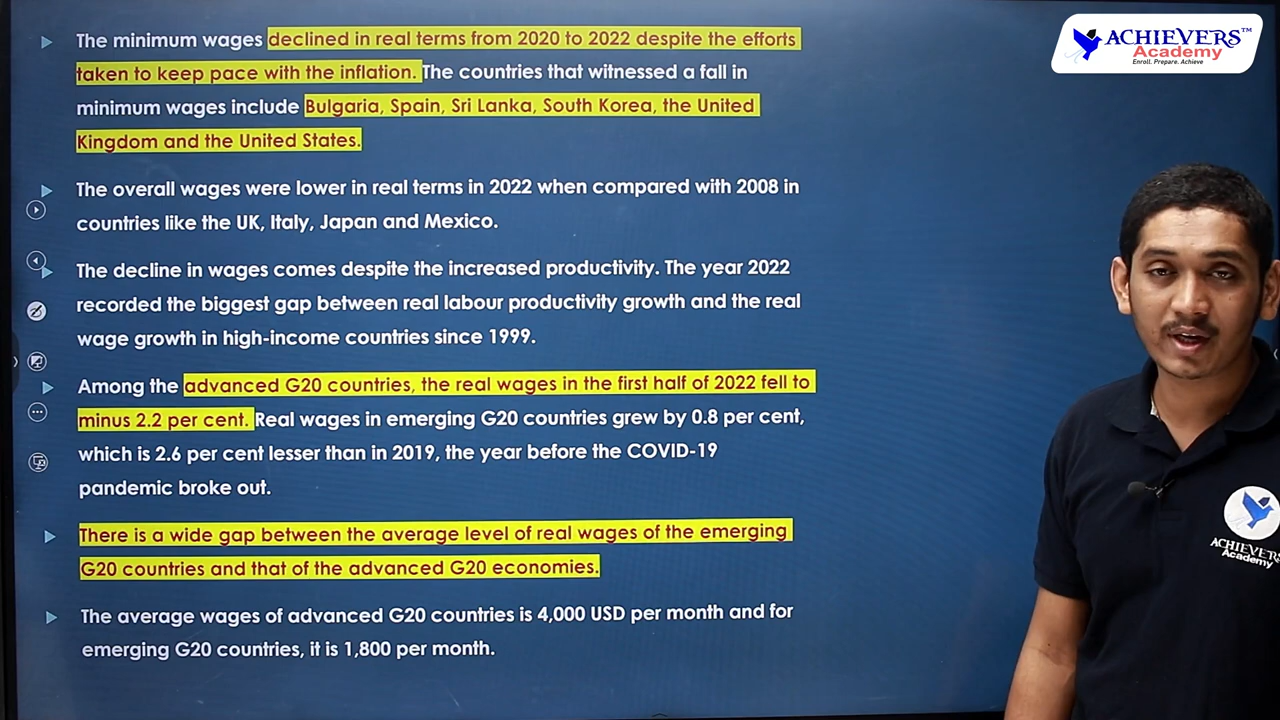 The minimum wages declined in real terms from 2020 to 2022 despite the efforts
taken to keep pace with the inflation. The countries that witnessed a fall in
minimum wages include Bulgaria, Spain, Sri Lanka, South Korea, the United
Kingdom and the United States.
The overall wages were lower in real terms in 2022 when compared with 2008 in
countries like the UK, Italy, Japan and Mexico.
The decline in wages comes despite the increased productivity. The year 2022
recorded the biggest gap between real labour productivity growth and the real
wage growth in high-income countries since 1999.
Among the advanced G20 countries, the real wages in the first half of 2022 fell to
minus 2.2 per cent. Real wages in emerging G20 countries grew by 0.8 per cent,
which is 2.6 per cent lesser than in 2019, the year before the COVID-19
pandemic broke out.
There is a wide gap between the average level of real wages of the emerging
G20 countries and that of the advanced G20 economies.
The average wages of advanced G20 countries is 4,000 USD per month and for
emerging G20 countries, it is 1,800 per month.
ACHIEVERS™
Academy
Enroll. Prepare. Achieve
ACHIEVERS
Academy